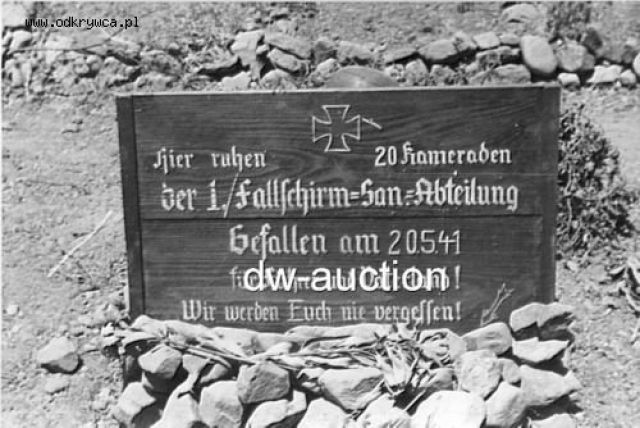 www.odkrywca.pl
Hier ruhen 20 Kameraden
der 1./Fallschirm=San.=Abteilung
Gefallen am 20.5.41
für !
dw-auction
Wir werden Euch nie vergessen!